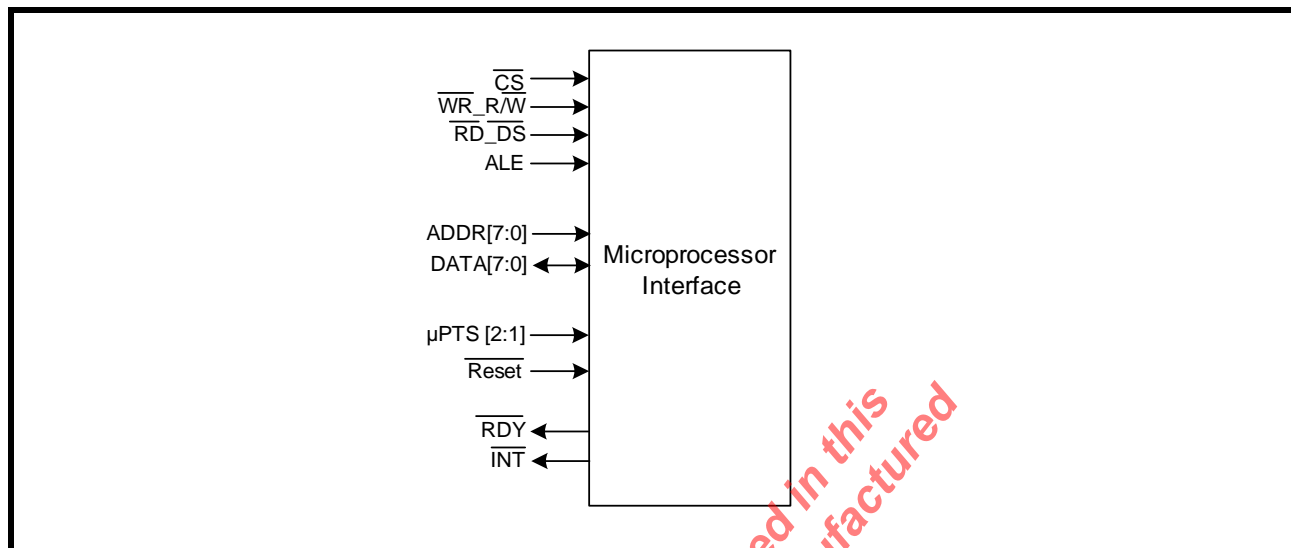 CS
WR_R/W
RD_DS
ALE
ADDR[7:0]
DATA[7:0]
Microprocessor
Interface
µPTS [2:1]
Reset
RDY
INT
ed in this
ufactured